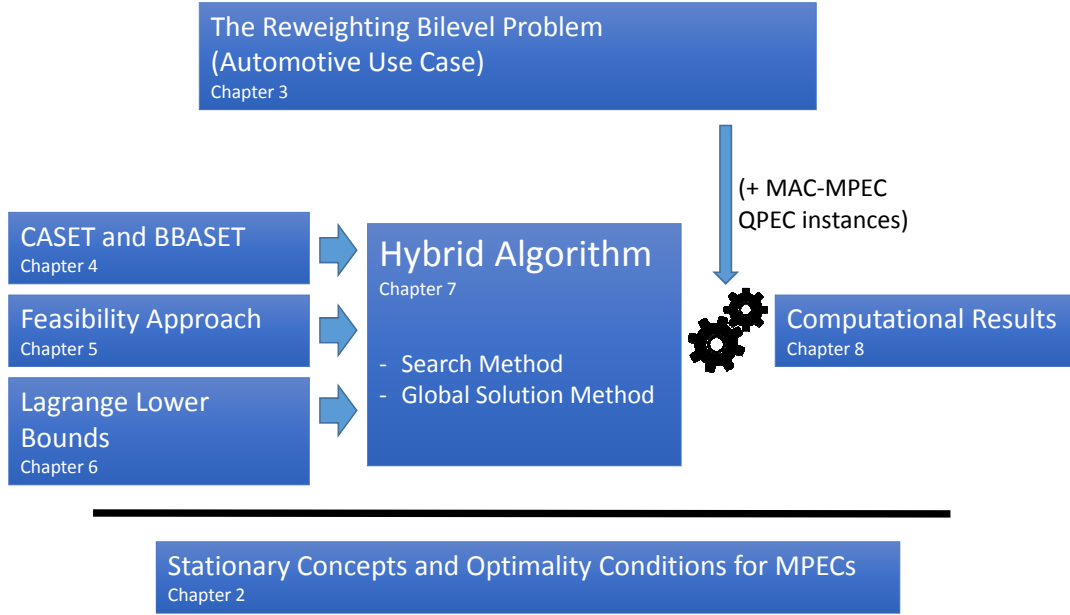 The Reweighting Bilevel Problem
(Automotive Use Case)
Chapter 3
(+ MAC-MPEC
QPEC instances)
CASET and BBASET
Chapter 4
Feasibility Approach
Chapter 5
Lagrange Lower
Bounds
Chapter 6
Hybrid Algorithm
Chapter 7
- Search Method
- Global Solution Method
Computational Results
Chapter 8
Stationary Concepts and Optimality Conditions for MPECs
Chapter 2